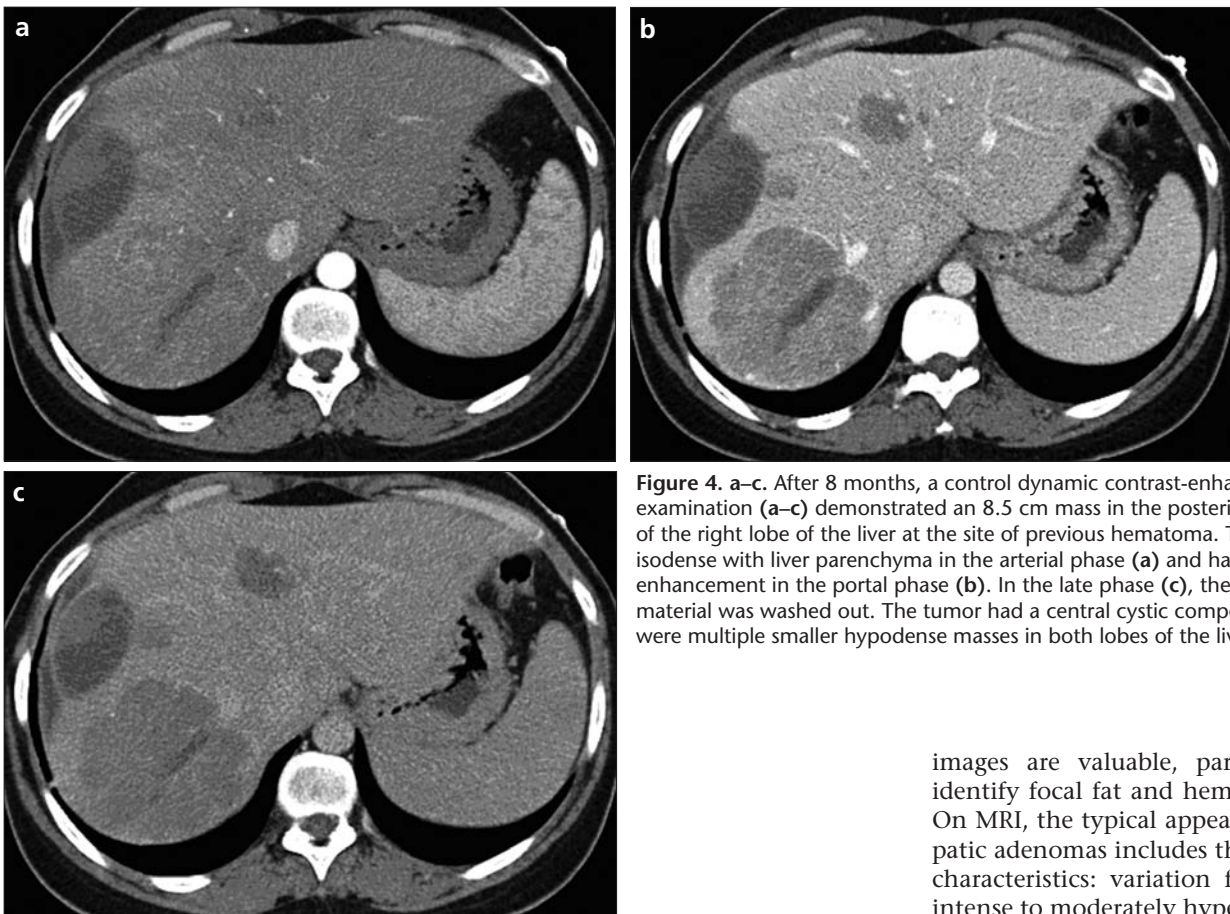 a
b
c
Figure 4. a–c. After 8 months, a control dynamic contrast-enha
examination (a–c) demonstrated an 8.5 cm mass in the posteri
of the right lobe of the liver at the site of previous hematoma. T
isodense with liver parenchyma in the arterial phase (a) and ha
enhancement in the portal phase (b). In the late phase (c), the
material was washed out. The tumor had a central cystic compo
were multiple smaller hypodense masses in both lobes of the liv
images are valuable, par
identify focal fat and hem
On MRI, the typical appea
patic adenomas includes th
characteristics: variation f
intense to moderately hype